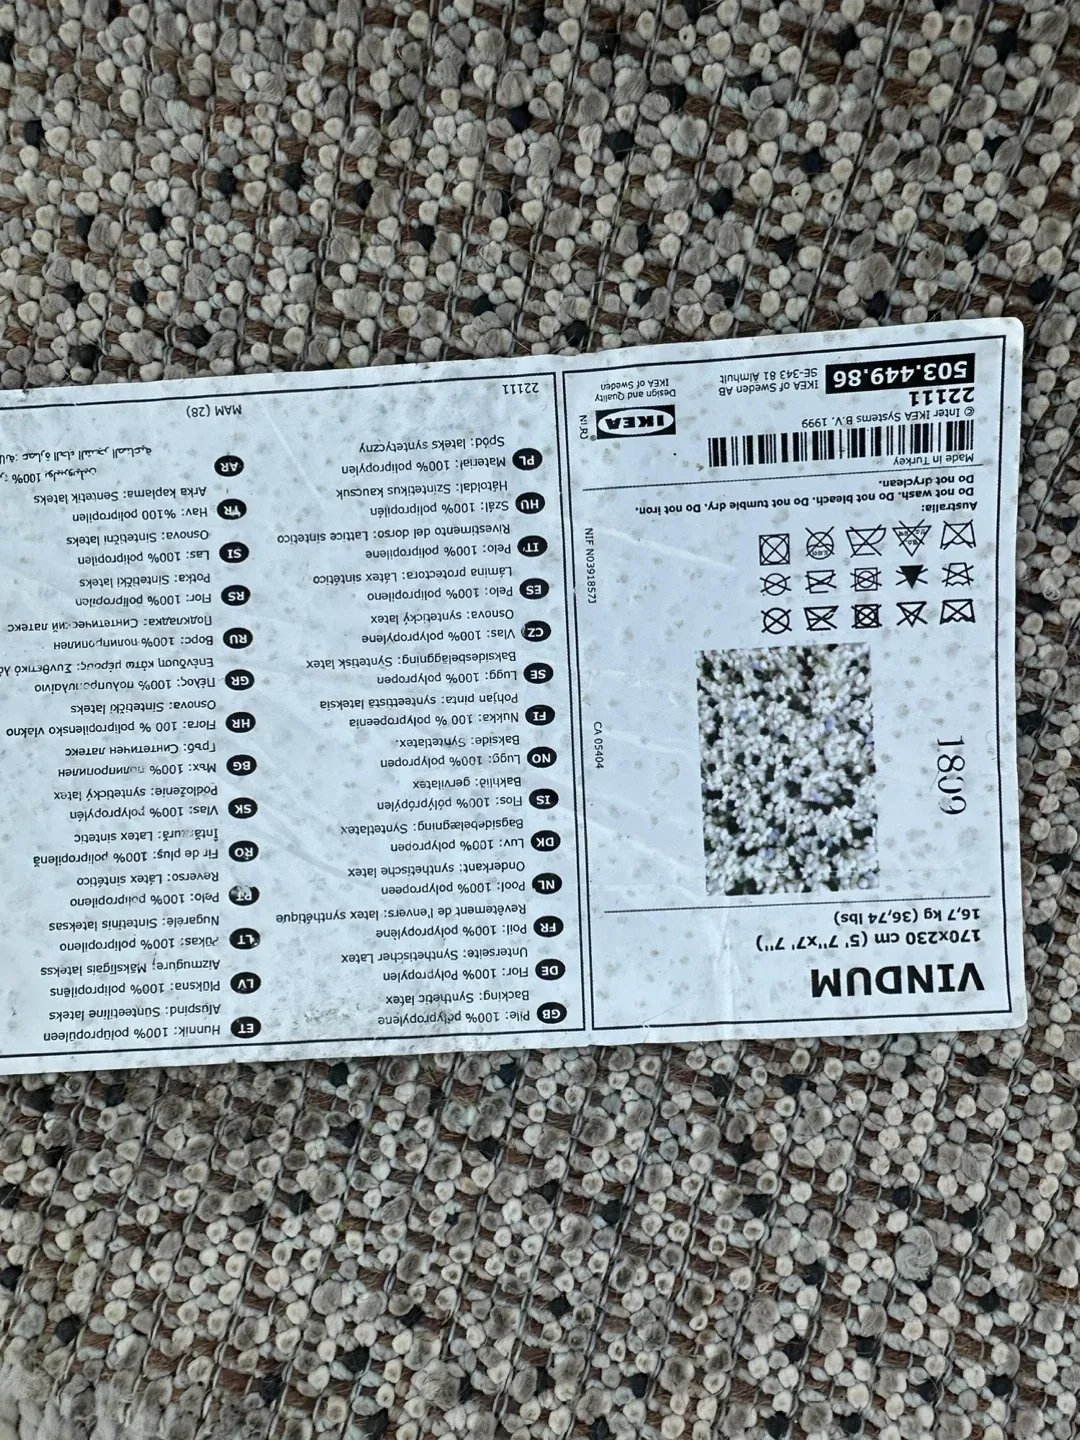 VINDUM
170x230 cm (5' 7"x7' 7")
16,7 kg (36,74 lbs)
1809
Australia:
Do not wash. Do not bleach. Do not tumble dry. Do not iron.
Do not dryclean.
Made in Turkey
© Inter IKEA Systems B.V. 1999
22111
503.449.86
IKEA of Sweden AB
SE-343 81 Älmhult
IKEA®
Design and Quality
IKEA of Sweden
CA 05404
NIF N0391857J
N!.RJ
GB Pile: 100% polypropylene
Backing: Synthetic latex
DE Flor: 100% Polypropylen
Unterseite: Synthetischer Latex
FR Poil: 100% polypropylène
Revêtement de l'envers: latex synthétique
NL Pool: 100% polypropeen
Onderkant: synthetische latex
DK Luv: 100% polypropen
Bagsidebelægning: Syntetlatex
IS Flos: 100% pólýprópýlen
Bakhlið: gervilatex
NO Lugg: 100% polypropen
Bakside: Syntetlatex.
FI Nukka: 100 % polypropeenia
Pohjan pinta: synteettistä lateksia
SE Lugg: 100% polypropen
Baksidesbeläggning: Syntetisk latex
CZ Vlas: 100% polypropylene
Osnova: syntetický latex
ES Pelo: 100% polipropileno
Lámina protectora: Látex sintético
IT Pelo: 100% polipropilene
Rivestimento del dorso: Lattice sintetico
HU Szál: 100% polipropilén
Hátoldal: Szintetikus kaucsuk
PL Materiał: 100% polipropylen
Spód: lateks syntetyczny
22111
ET Hunnik: 100% polüpropüleen
Aluspind: Sünteetiline lateks
LV Plūksna: 100% polipropilēns
Aizmugure; Mākslīgais latekss
LT Pūkas: 100% polipropileno
Nugarėlė: Sintetinis lateksas
PT Pelo: 100% polipropileno
Reverso: Látex sintético
RO Fir de pluş: 100% polipropilenă
Întăritură: Latex sintetic
SK Vlas: 100% polypropylén
Podloženie: syntetický latex
BG Мъх: 100% полипропилен
Гръб: Синтетичен латекс
HR Flora: 100 % polipropilensko vlakno
Osnova: Sintetički lateks
GR Πέλος: 100% πολυπροπυλαίνιο
Επένδυση κάτω μέρους: Συνθετικό
RU Ворс: 100% полипропилен
Подкладка: Синтетический латекс
RS Flor: 100% polipropilen
Potka: Sintetički lateks
SI Las: 100% polipropilen
Osnova: Sintetični lateks
TR Hav: %100 polipropilen
Arka kaplama: Sentetik lateks
AR
MAM (28)